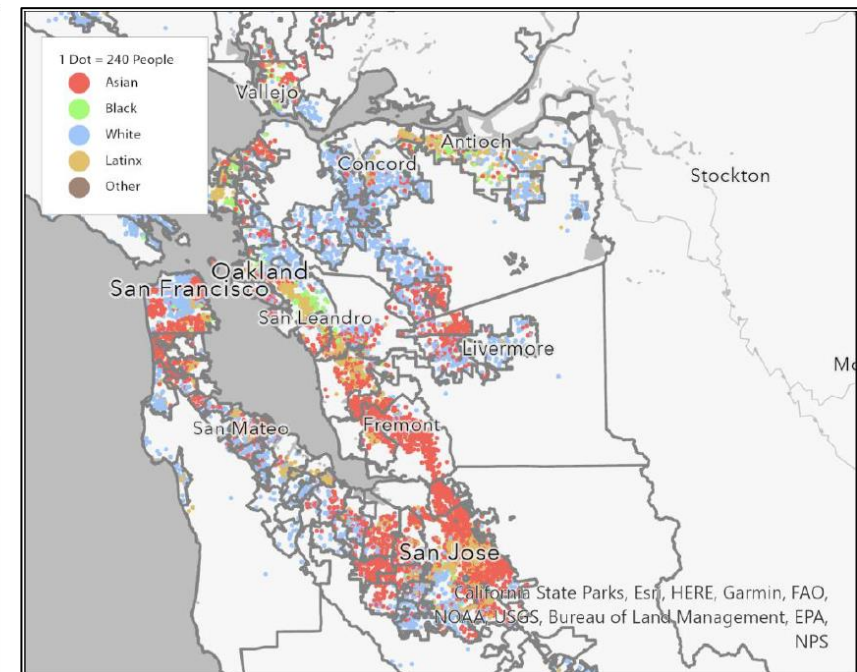 1 Dot = 240 People
Asian
Black
White
Latinx
Other
Vallejo
Concord
Antioch
Stockton
Oakland
San Francisco
San Leandro
Livermore
Mo
San Mateo
Fremont
San Jose
California State Parks, Esri, HERE, Garmin, FAO,
NOAA, USGS, Bureau of Land Management, EPA,
NPS